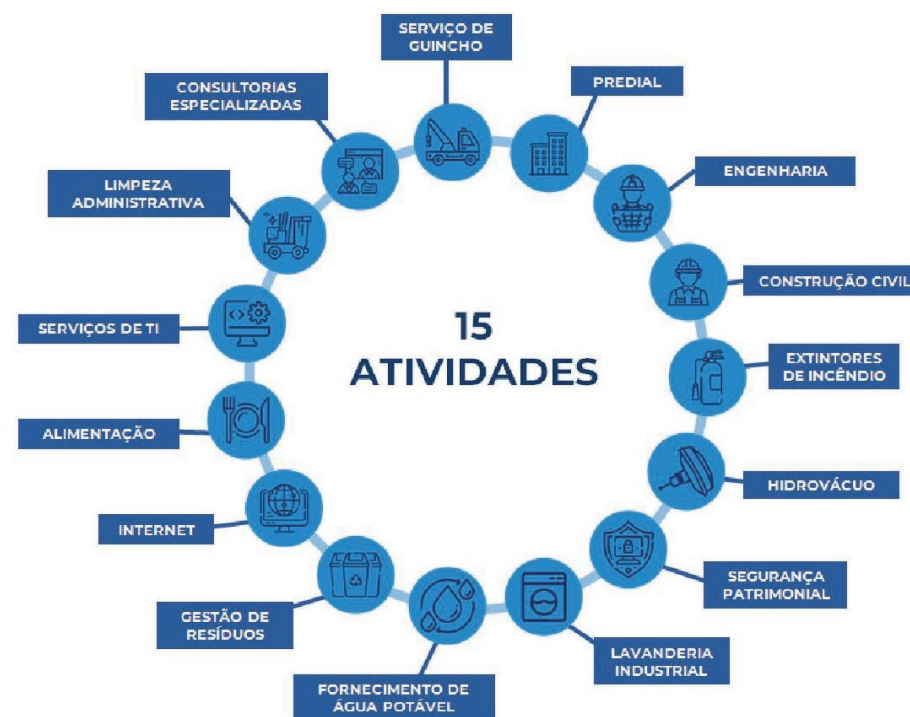 SERVIÇO DE
GUINCHO
PREDIAL
ENGENHARIA
CONSTRUÇÃO CIVIL
EXTINTORES
DE INCÊNDIO
HIDROVÁCUO
SEGURANÇA
PATRIMONIAL
LAVANDERIA
INDUSTRIAL
FORNECIMENTO DE
ÁGUA POTÁVEL
GESTÃO DE
RESÍDUOS
INTERNET
ALIMENTAÇÃO
SERVIÇOS DE TI
LIMPEZA
ADMINISTRATIVA
CONSULTORIAS
ESPECIALIZADAS
15
ATIVIDADES